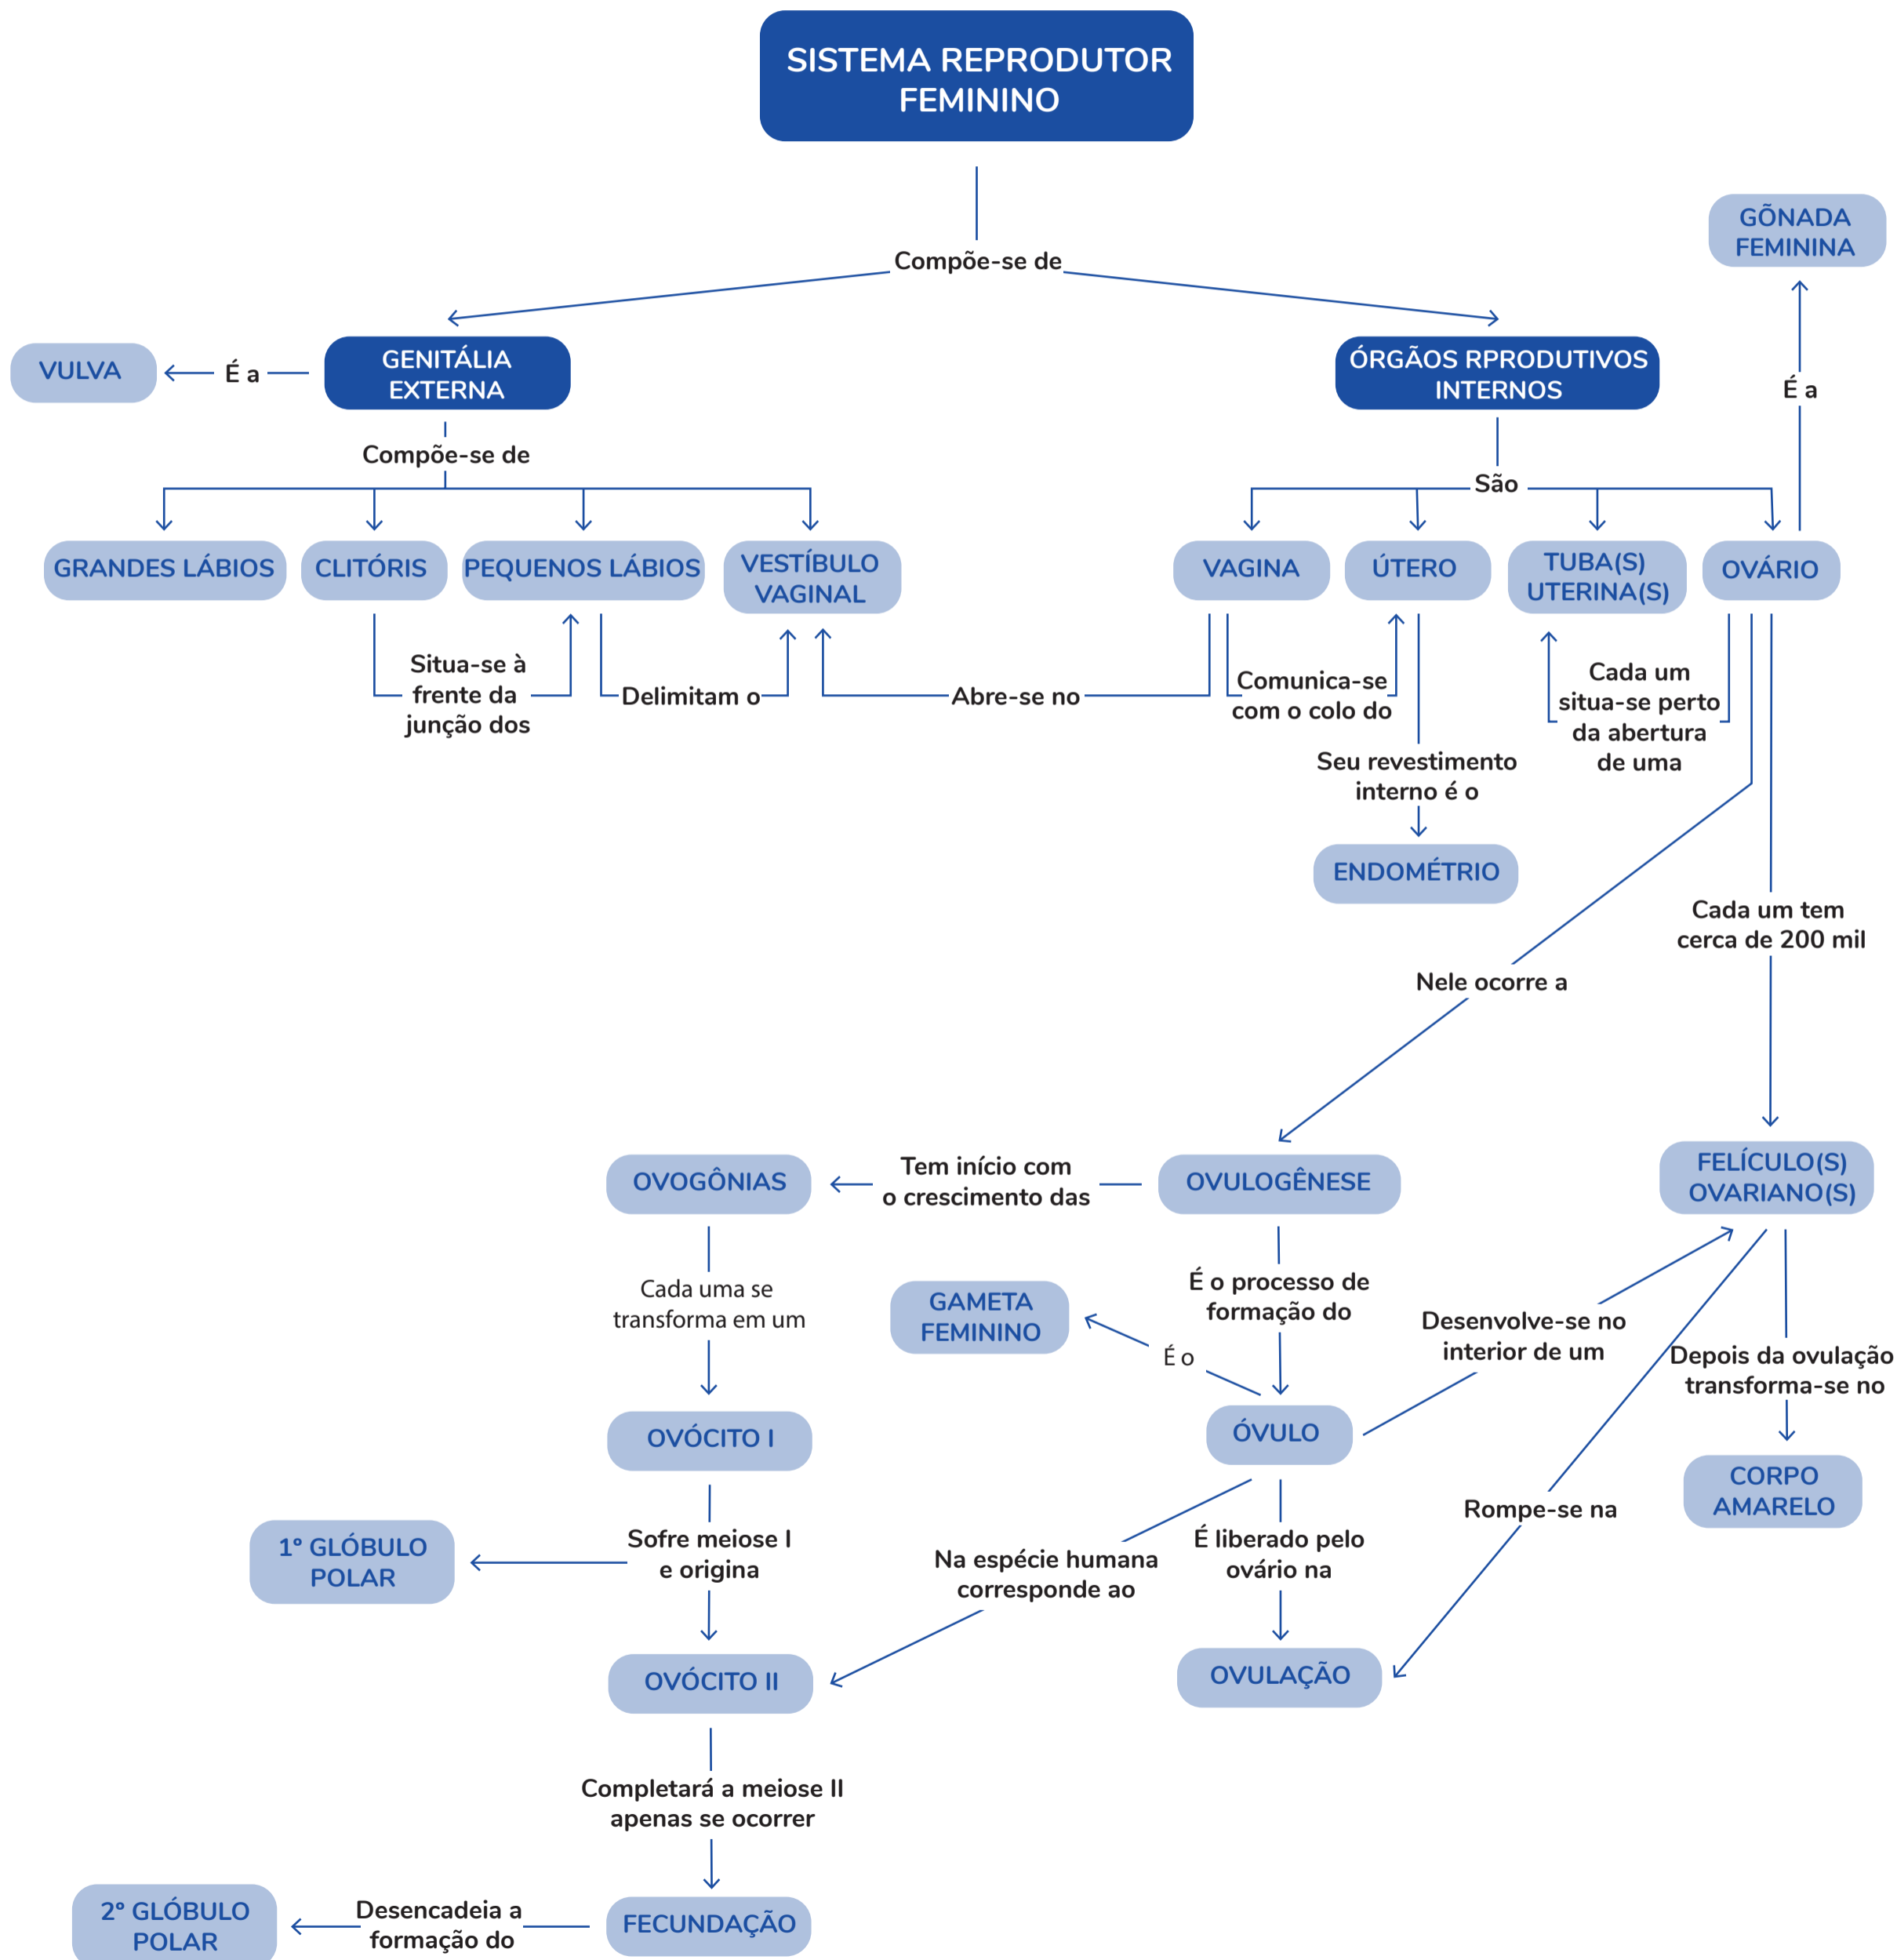 SISTEMA REPRODUTOR
FEMININO
Compõe-se de
GÕNADA
FEMININA
É a
VULVA
É a
GENITÁLIA
EXTERNA
ÓRGÃOS RPRODUTIVOS
INTERNOS
Compõe-se de
São
GRANDES LÁBIOS
CLITÓRIS
PEQUENOS LÁBIOS
VESTÍBULO
VAGINAL
VAGINA
ÚTERO
TUBA(S)
UTERINA(S)
OVÁRIO
Situa-se à
frente da
junção dos
Delimitam o
Abre-se no
Comunica-se
com o colo do
Cada um
situa-se perto
da abertura
de uma
Seu revestimento
interno é o
ENDOMÉTRIO
Cada um tem
cerca de 200 mil
Nele ocorre a
OVOGÔNIAS
Tem início com
o crescimento das
OVULOGÊNESE
FELÍCULO(S)
OVARIANO(S)
Cada uma se
transforma em um
GAMETA
FEMININO
É o
É o processo de
formação do
Desenvolve-se no
interior de um
Depois da ovulação
transforma-se no
OVÓCITO I
ÓVULO
CORPO
AMARELO
1º GLÓBULO
POLAR
Sofre meiose I
e origina
Na espécie humana
corresponde ao
É liberado pelo
ovário na
Rompe-se na
OVÓCITO II
OVULAÇÃO
Completará a meiose II
apenas se ocorrer
2º GLÓBULO
POLAR
Desencadeia a
formação do
FECUNDAÇÃO